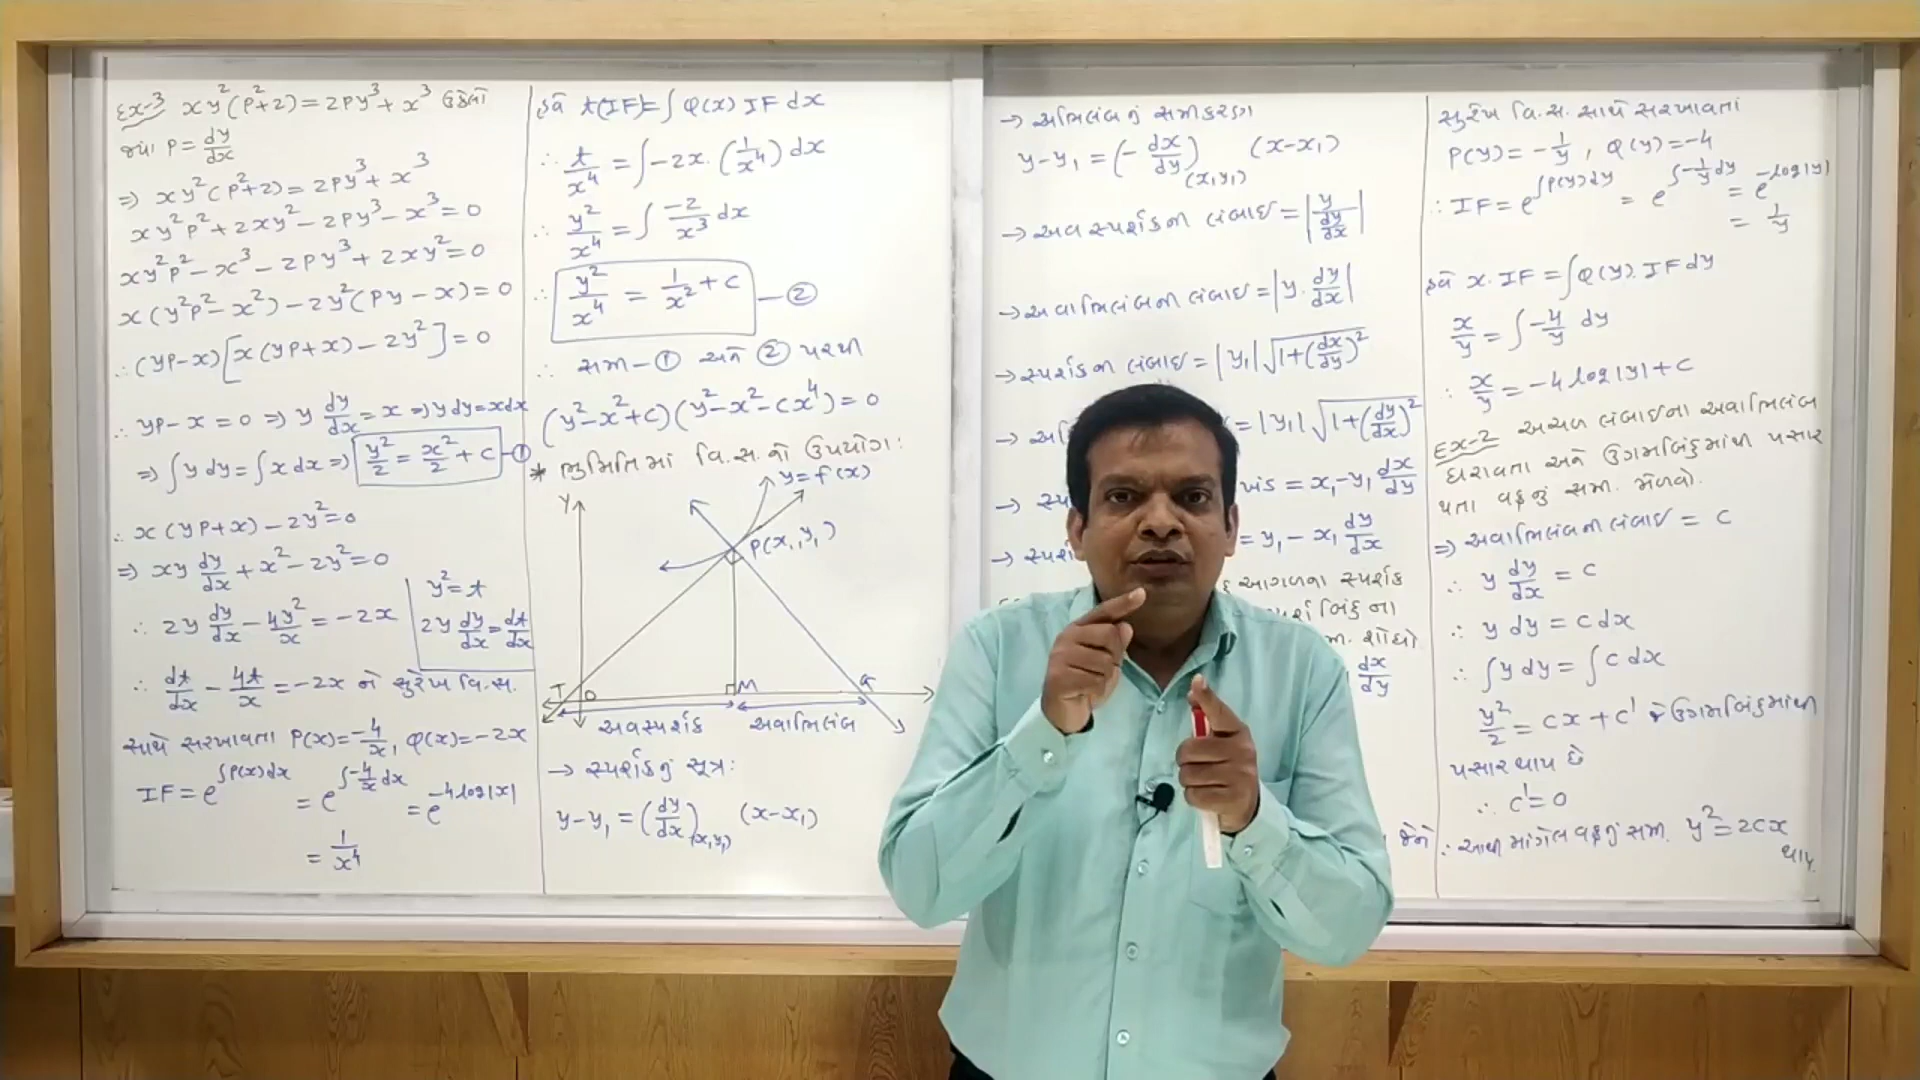 Ex-3 xy²(p²+2) = 2py³ + x³ ઉકેલો
જ્યાં p = dy/dx
⇒ xy²(p²+2) = 2py³ + x³
xy²p² + 2xy² - 2py³ - x³ = 0
xy²p² - x³ - 2py³ + 2xy² = 0
x(y²p² - x²) - 2y²(py - x) = 0
∴ (yp-x)[x(yp+x) - 2y²] = 0
∴ yp - x = 0 ⇒ y dy/dx = x ⇒ y dy = x dx
⇒ ∫y dy = ∫x dx ⇒ y²/2 = x²/2 + c —①
∴ x(yp+x) - 2y² = 0
⇒ xy dy/dx + x² - 2y² = 0
∴ 2y dy/dx - 4y²/x = -2x
y² = t
2y dy/dx = dt/dx
∴ dt/dx - 4t/x = -2x ને સુરેખ વિ.સ.
સાથે સરખાવતા P(x) = -4/x, Q(x) = -2x
IF = e^∫P(x)dx = e^∫-4/x dx = e^-4log|x|
= 1/x⁴
હવે t(IF) = ∫Q(x) IF dx
∴ t/x⁴ = ∫-2x.(1/x⁴) dx
∴ y²/x⁴ = ∫ -2/x³ dx
∴ y²/x⁴ = 1/x² + c —②
∴ સમ-① અને ② પરથી
(y² - x² + c)(y² - x² - cx⁴) = 0
* ભૂમિતિમાં વિ.સ.નો ઉપયોગ:
y = f(x)
Y
P(x₁, y₁)
T O M G
અવસ્પર્શક અવાભિલંબ
→ સ્પર્શકનું સૂત્ર:
y - y₁ = (dy/dx)(x₁y₁) (x - x₁)
→ અભિલંબનું સમીકરણ
y - y₁ = (-dx/dy)(x₁y₁) (x - x₁)
→ અવસ્પર્શકની લંબાઇ = |y / dy/dx|
→ અવાભિલંબની લંબાઇ = |y. dy/dx|
→ સ્પર્શકની લંબાઇ = |y₁|√1+(dx/dy)²
→ = |y₁|√1+(dy/dx)²
→ ખંડ = x₁ - y₁ dx/dy
→ = y₁ - x₁ dy/dx
આગળના સ્પર્શક
બિંદુના
શોધો
dx/dy
જેને
સુરેખ વિ.સ. સાથે સરખાવતાં
P(y) = -1/y, Q(y) = -4
∴ IF = e^∫P(y)dy = e^∫-1/y dy = e^-log|y|
= 1/y
હવે x.IF = ∫Q(y).IF dy
x/y = ∫-4/y dy
∴ x/y = -4 log|y| + c
Ex-2 અચળ લંબાઇના અવાભિલંબ
ધરાવતા અને ઉગમબિંદુમાંથી પસાર
થતા વક્રનું સમ. મેળવો.
⇒ અવાભિલંબની લંબાઇ = c
∴ y dy/dx = c
∴ y dy = c dx
∴ ∫y dy = ∫c dx
y²/2 = cx + c' જે ઉગમબિંદુમાંથી
પસાર થાય છે
∴ c' = 0
∴ આથી માંગેલ વક્રનું સમ. y² = 2cx
થાય.